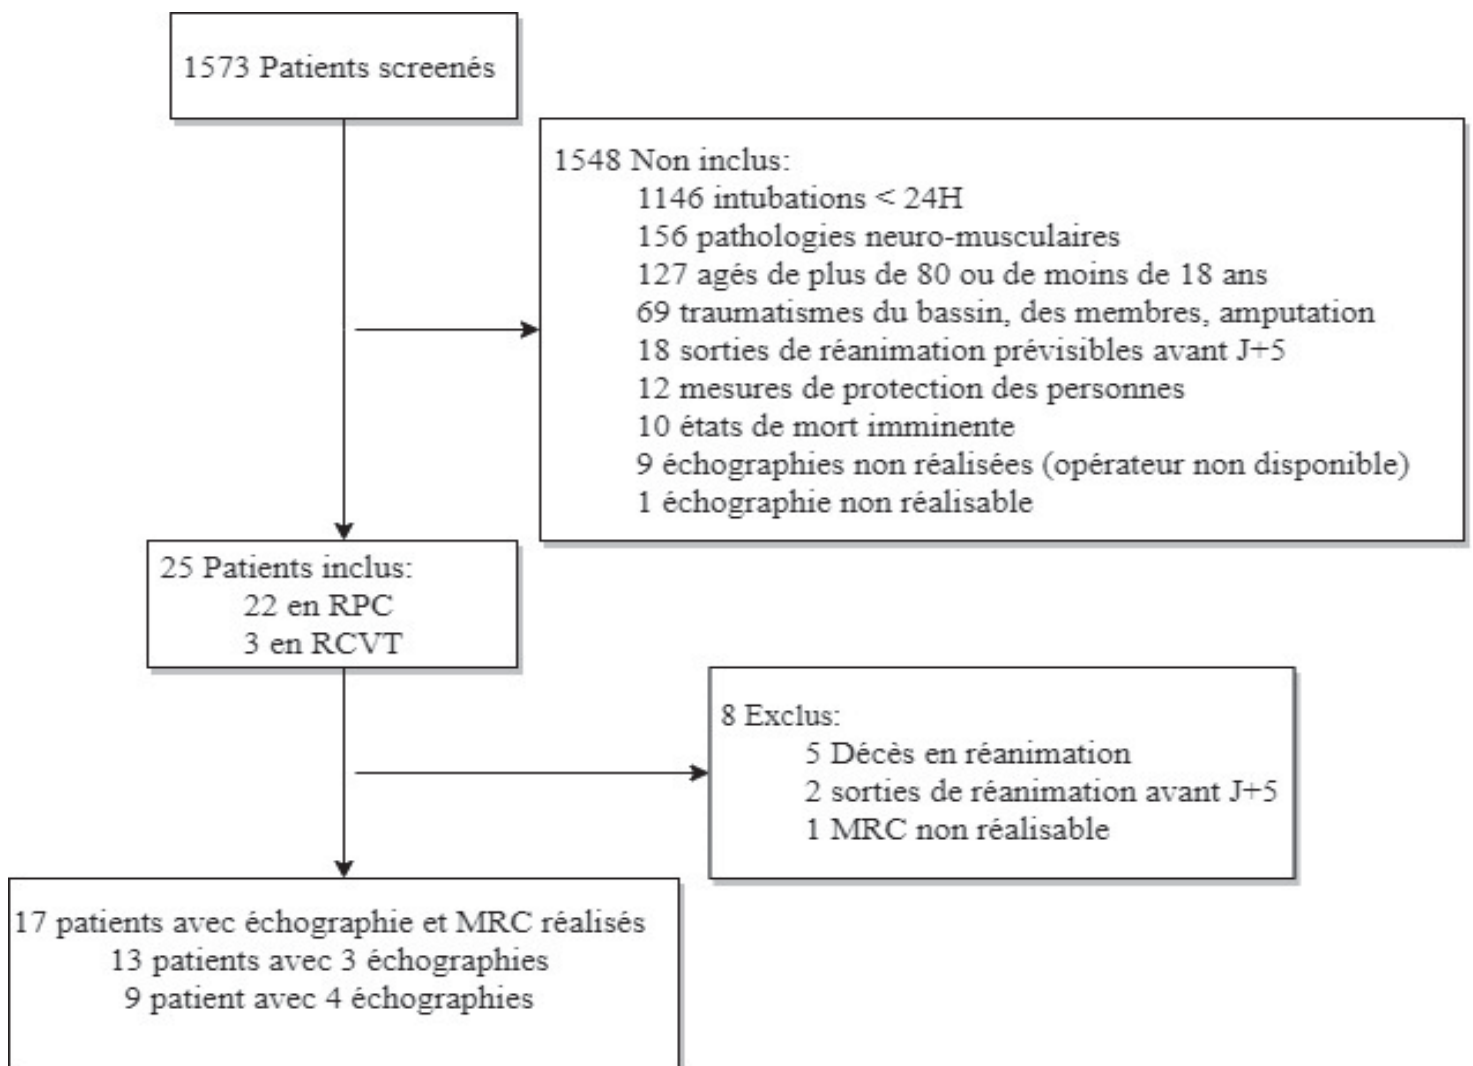 1573 Patients screenés
1548 Non inclus:
1146 intubations < 24H
156 pathologies neuro-musculaires
127 agés de plus de 80 ou de moins de 18 ans
69 traumatismes du bassin, des membres, amputation
18 sorties de réanimation prévisibles avant J+5
12 mesures de protection des personnes
10 états de mort imminente
9 échographies non réalisées (opérateur non disponible)
1 échographie non réalisable
25 Patients inclus:
22 en RPC
3 en RCVT
8 Exclus:
5 Décès en réanimation
2 sorties de réanimation avant J+5
1 MRC non réalisable
17 patients avec échographie et MRC réalisés
13 patients avec 3 échographies
9 patient avec 4 échographies